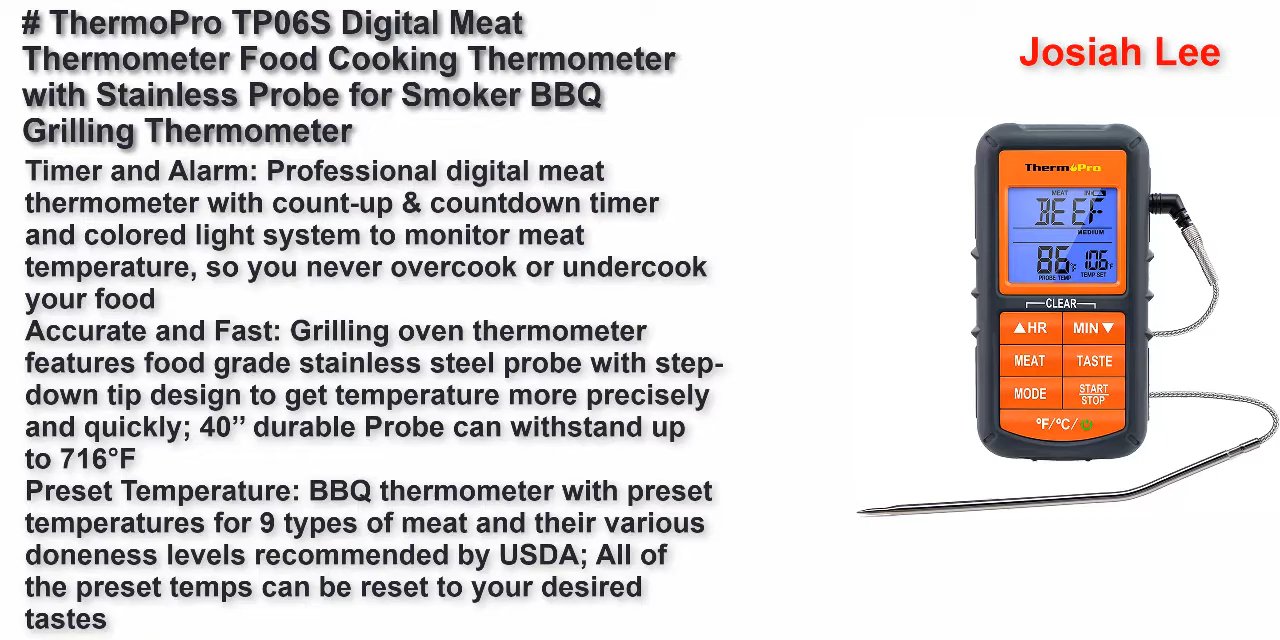 # ThermoPro TP06S Digital Meat
Thermometer Food Cooking Thermometer
with Stainless Probe for Smoker BBQ
Grilling Thermometer
Timer and Alarm: Professional digital meat
thermometer with count-up & countdown timer
and colored light system to monitor meat
temperature, so you never overcook or undercook
your food
Accurate and Fast: Grilling oven thermometer
features food grade stainless steel probe with step-
down tip design to get temperature more precisely
and quickly; 40” durable Probe can withstand up
to 716°F
Preset Temperature: BBQ thermometer with preset
temperatures for 9 types of meat and their various
doneness levels recommended by USDA; All of
the preset temps can be reset to your desired
tastes
Josiah Lee
ThermoPro
MEAT IN
BEEF
MEDIUM
86°F 106°F
PROBE TEMP TEMP SET
CLEAR
▲HR MIN▼
MEAT TASTE
MODE START
STOP
°F/°C/